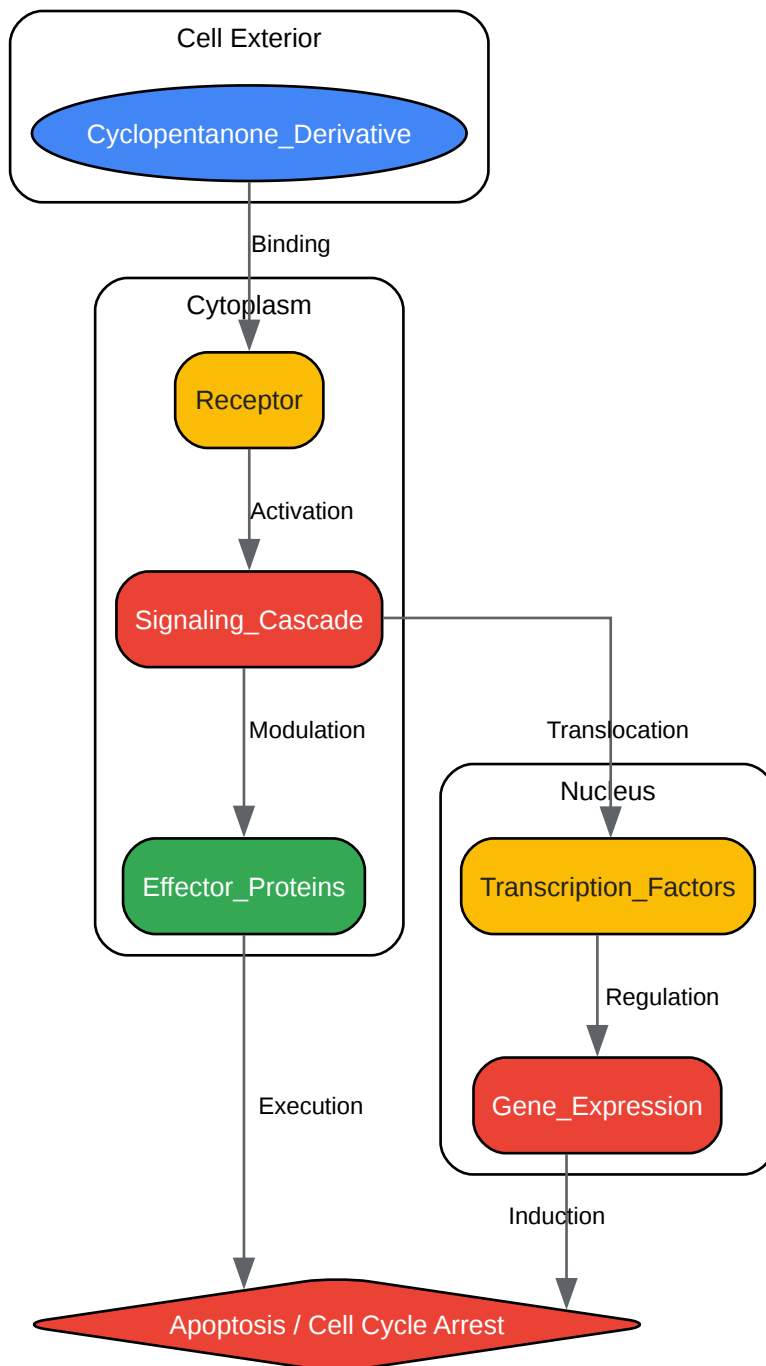 Cell Exterior
Cyclopentanone_Derivative
Binding
Cytoplasm
Receptor
Activation
Signaling_Cascade
Modulation
Translocation
Nucleus
Effector_Proteins
Transcription_Factors
Regulation
Execution
Gene_Expression
Induction
Apoptosis / Cell Cycle Arrest